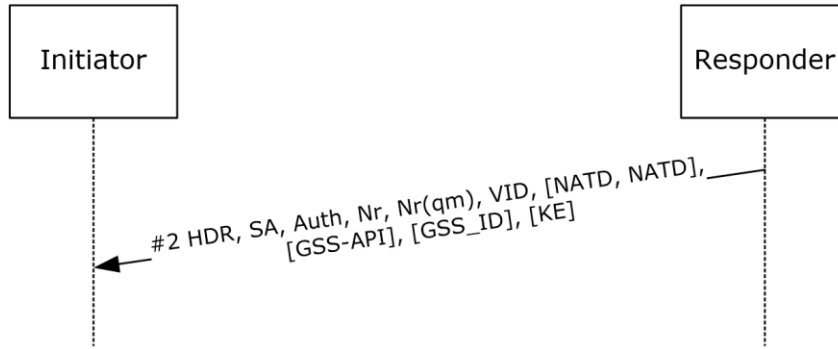 Initiator
Responder
#2 HDR, SA, Auth, Nr, Nr(qm), VID, [NATD, NATD],
[GSS-API], [GSS_ID], [KE]